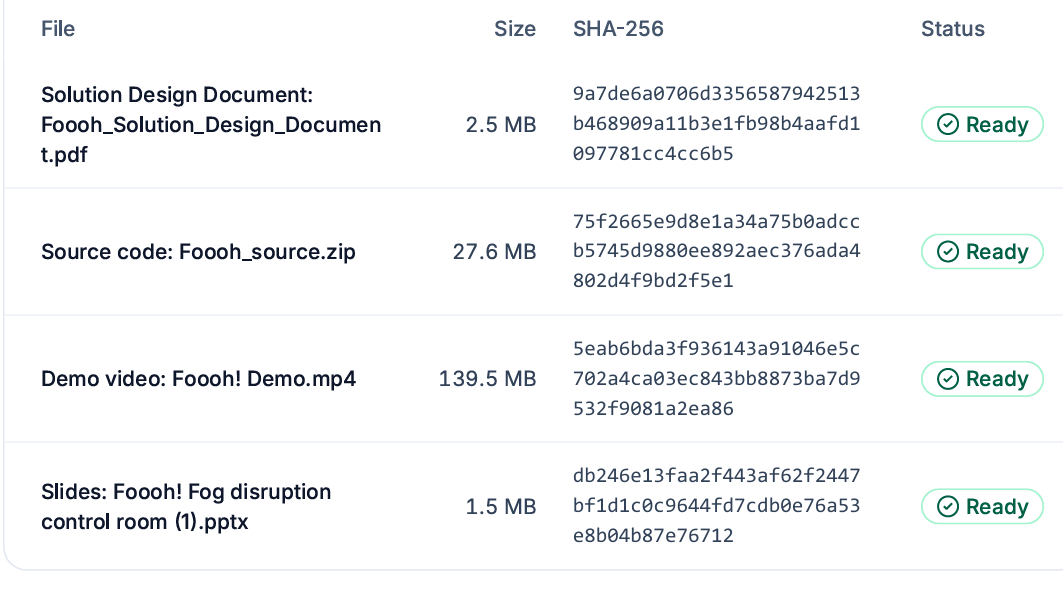 File Size SHA-256 Status
Solution Design Document:
Foooh_Solution_Design_Documen
t.pdf
2.5 MB
9a7de6a0706d3356587942513
b468909a11b3e1fb98b4aafd1
097781cc4cc6b5
Ready
Source code: Foooh_source.zip
27.6 MB
75f2665e9d8e1a34a75b0adcc
b5745d9880ee892aec376ada4
802d4f9bd2f5e1
Ready
Demo video: Foooh! Demo.mp4
139.5 MB
5eab6bda3f936143a91046e5c
702a4ca03ec843bb8873ba7d9
532f9081a2ea86
Ready
Slides: Foooh! Fog disruption
control room (1).pptx
1.5 MB
db246e13faa2f443af62f2447
bf1d1c0c9644fd7cdb0e76a53
e8b04b87e76712
Ready